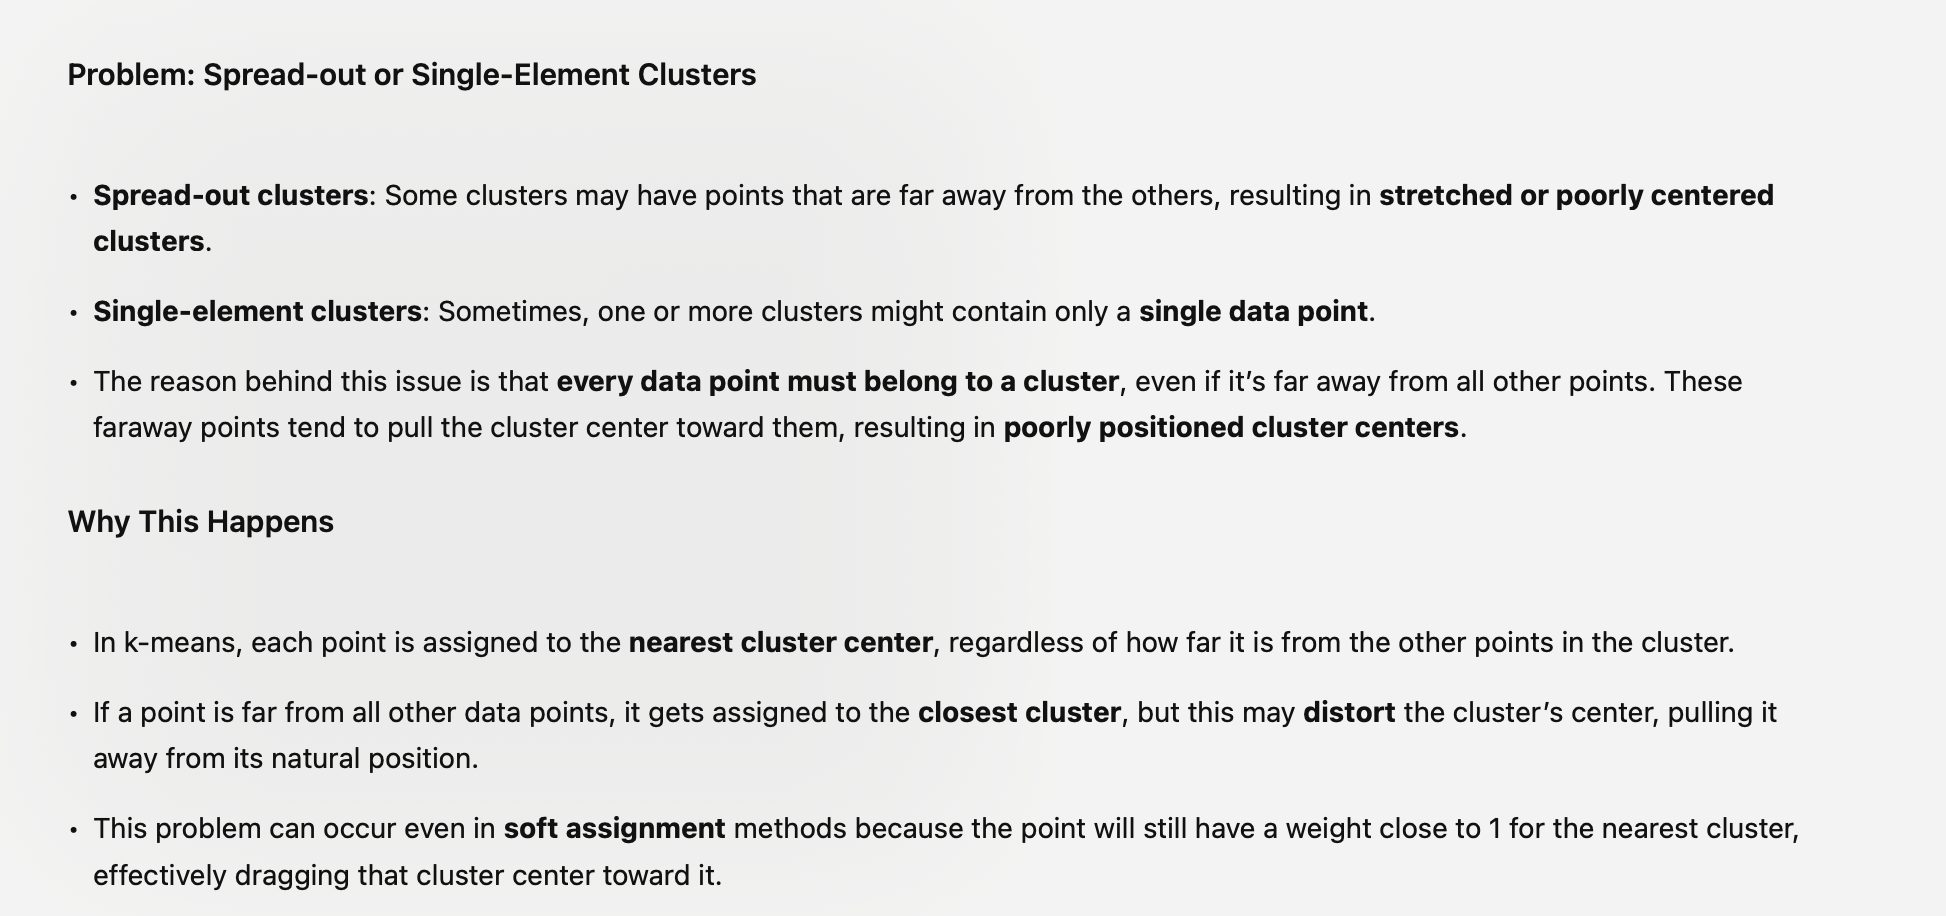 Problem: Spread-out or Single-Element Clusters
• Spread-out clusters: Some clusters may have points that are far away from the others, resulting in stretched or poorly centered
clusters.
• Single-element clusters: Sometimes, one or more clusters might contain only a single data point.
• The reason behind this issue is that every data point must belong to a cluster, even if it’s far away from all other points. These
faraway points tend to pull the cluster center toward them, resulting in poorly positioned cluster centers.
Why This Happens
• In k-means, each point is assigned to the nearest cluster center, regardless of how far it is from the other points in the cluster.
• If a point is far from all other data points, it gets assigned to the closest cluster, but this may distort the cluster’s center, pulling it
away from its natural position.
• This problem can occur even in soft assignment methods because the point will still have a weight close to 1 for the nearest cluster,
effectively dragging that cluster center toward it.